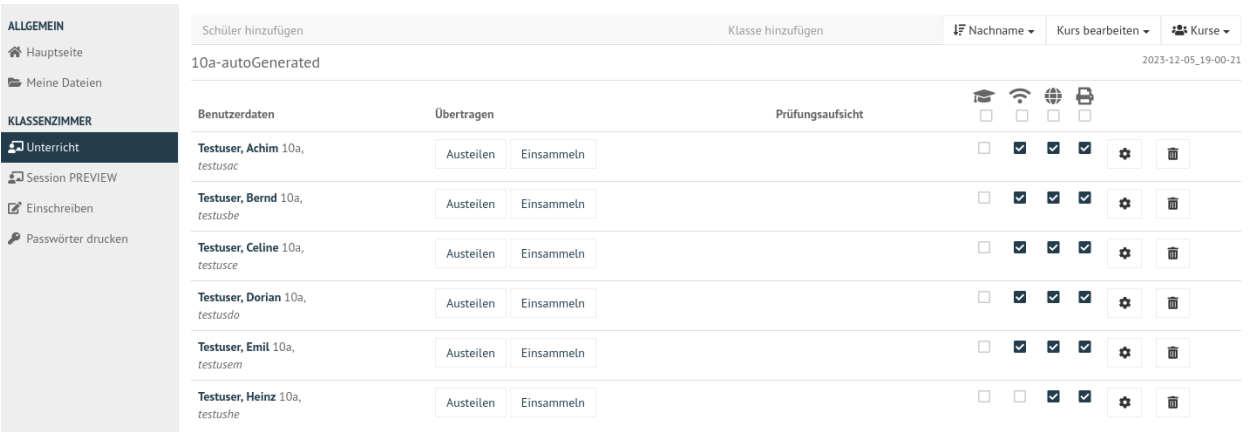 ALLGEMEIN
Hauptseite
Meine Dateien
KLASSENZIMMER
Unterricht
Session PREVIEW
Einschreiben
Passwörter drucken
Schüler hinzufügen Klasse hinzufügen Nachname Kurs bearbeiten Kurse
10a-autoGenerated 2023-12-05_19-00-21
Benutzerdaten Übertragen Prüfungsaufsicht
Testuser, Achim 10a,
testusac
Austeilen Einsammeln
Testuser, Bernd 10a,
testusbe
Austeilen Einsammeln
Testuser, Celine 10a,
testusce
Austeilen Einsammeln
Testuser, Dorian 10a,
testusdo
Austeilen Einsammeln
Testuser, Emil 10a,
testusem
Austeilen Einsammeln
Testuser, Heinz 10a,
testushe
Austeilen Einsammeln